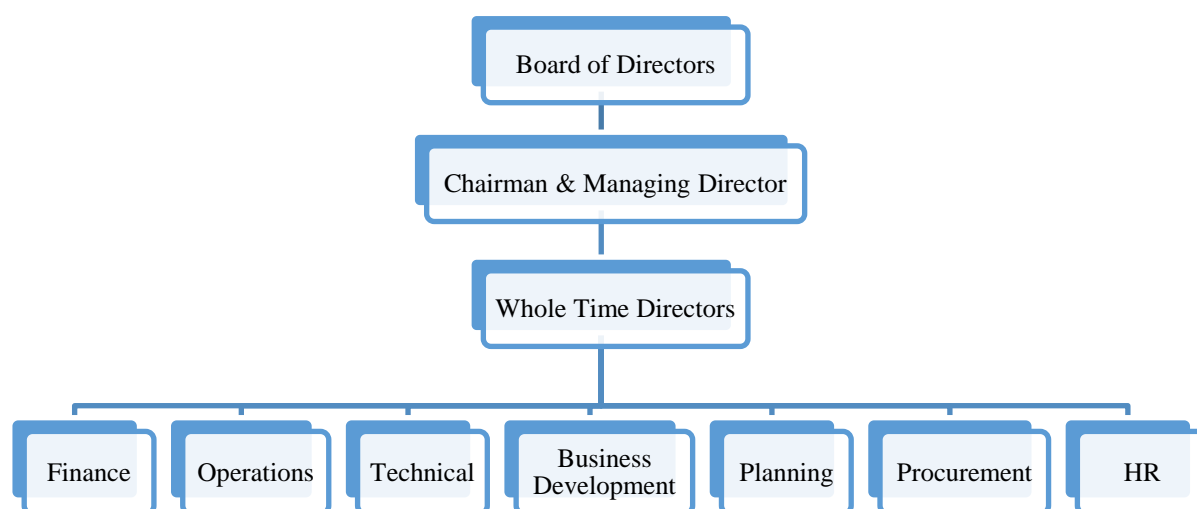 Board of Directors
Chairman & Managing Director
Whole Time Directors
Finance
Operations
Technical
Business
Development
Planning
Procurement
HR